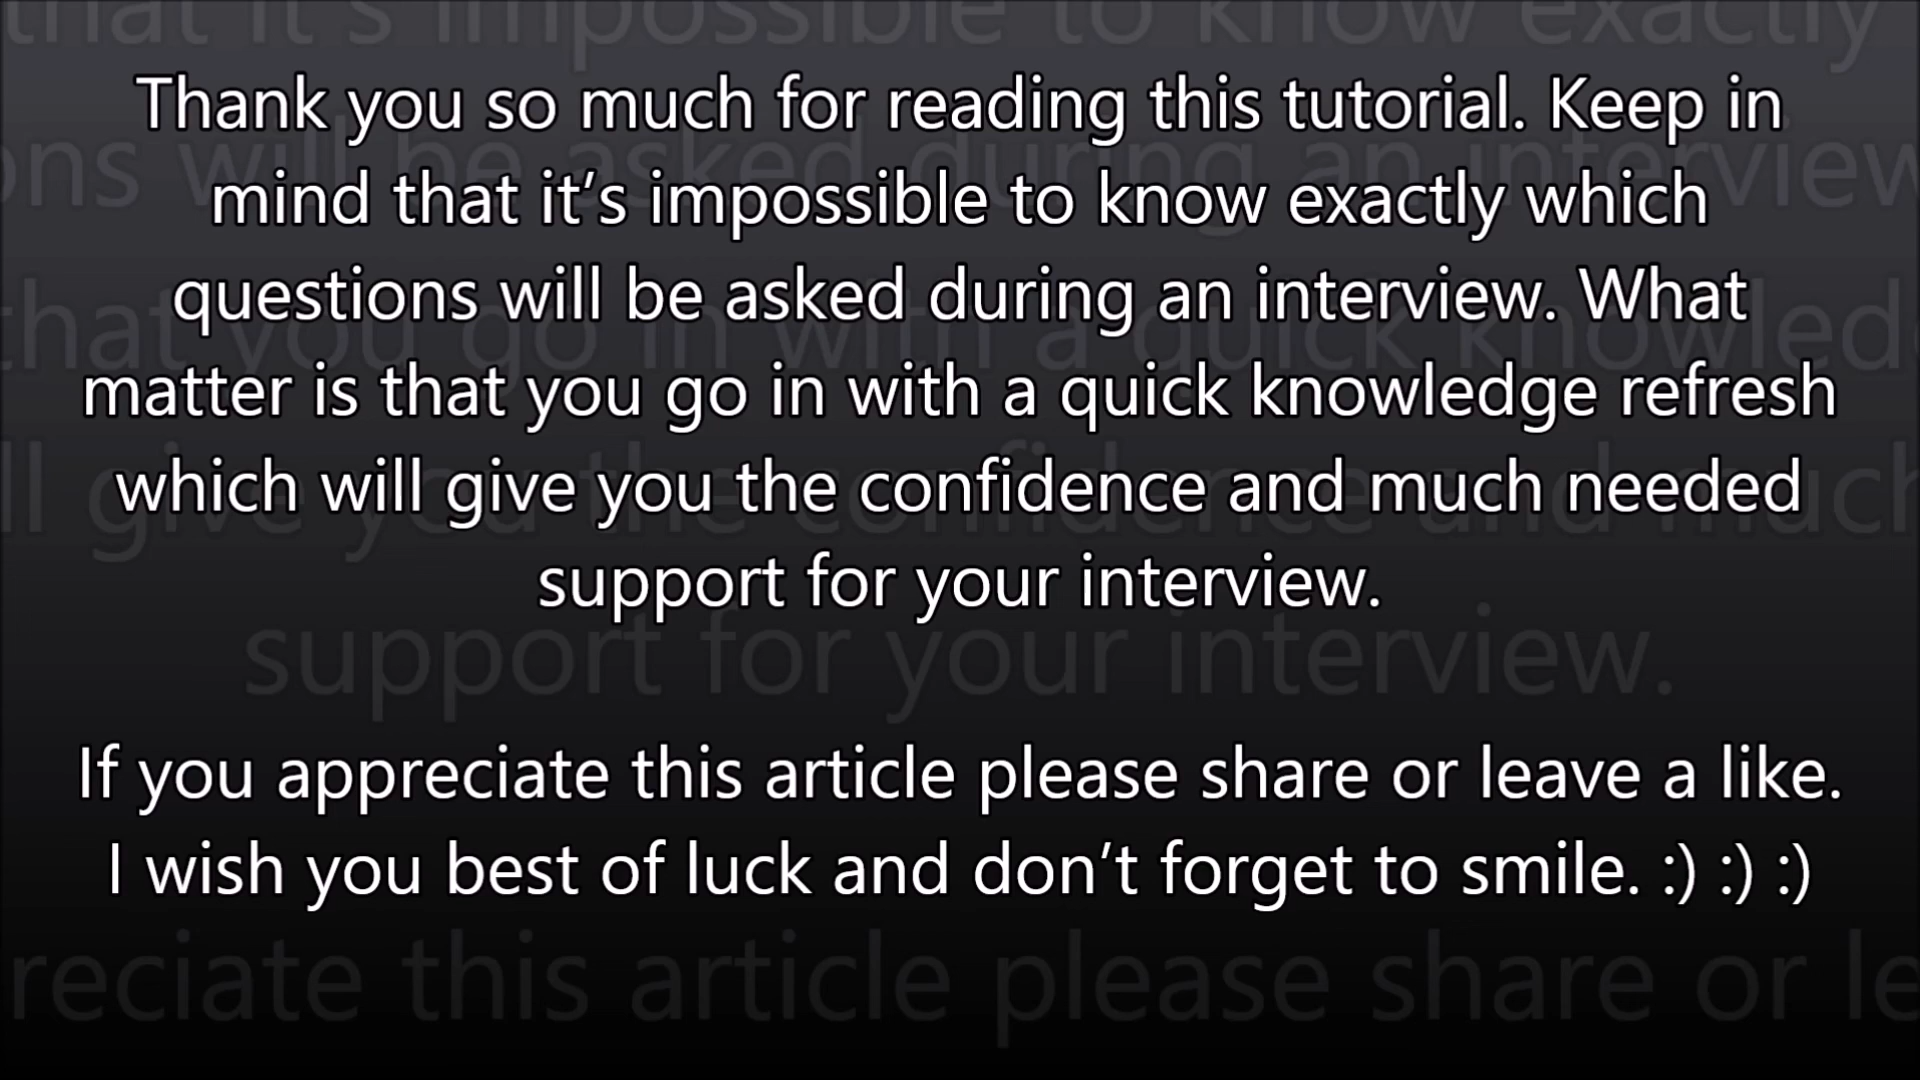 Thank you so much for reading this tutorial. Keep in
mind that it’s impossible to know exactly which
questions will be asked during an interview. What
matter is that you go in with a quick knowledge refresh
which will give you the confidence and much needed
support for your interview.
If you appreciate this article please share or leave a like.
I wish you best of luck and don’t forget to smile. :) :) :)